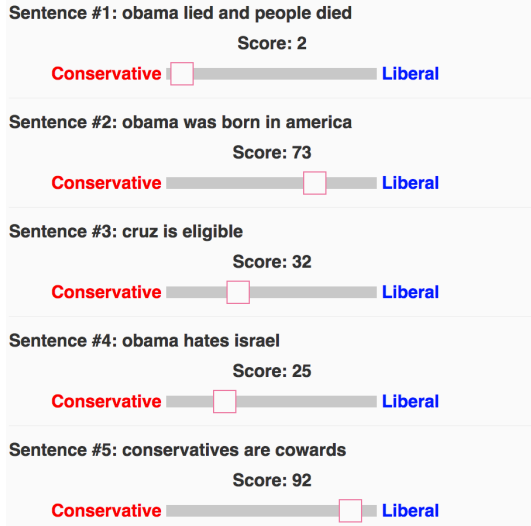 Sentence #1: obama lied and people died
Score: 2
Conservative Liberal
Sentence #2: obama was born in america
Score: 73
Conservative Liberal
Sentence #3: cruz is eligible
Score: 32
Conservative Liberal
Sentence #4: obama hates israel
Score: 25
Conservative Liberal
Sentence #5: conservatives are cowards
Score: 92
Conservative Liberal